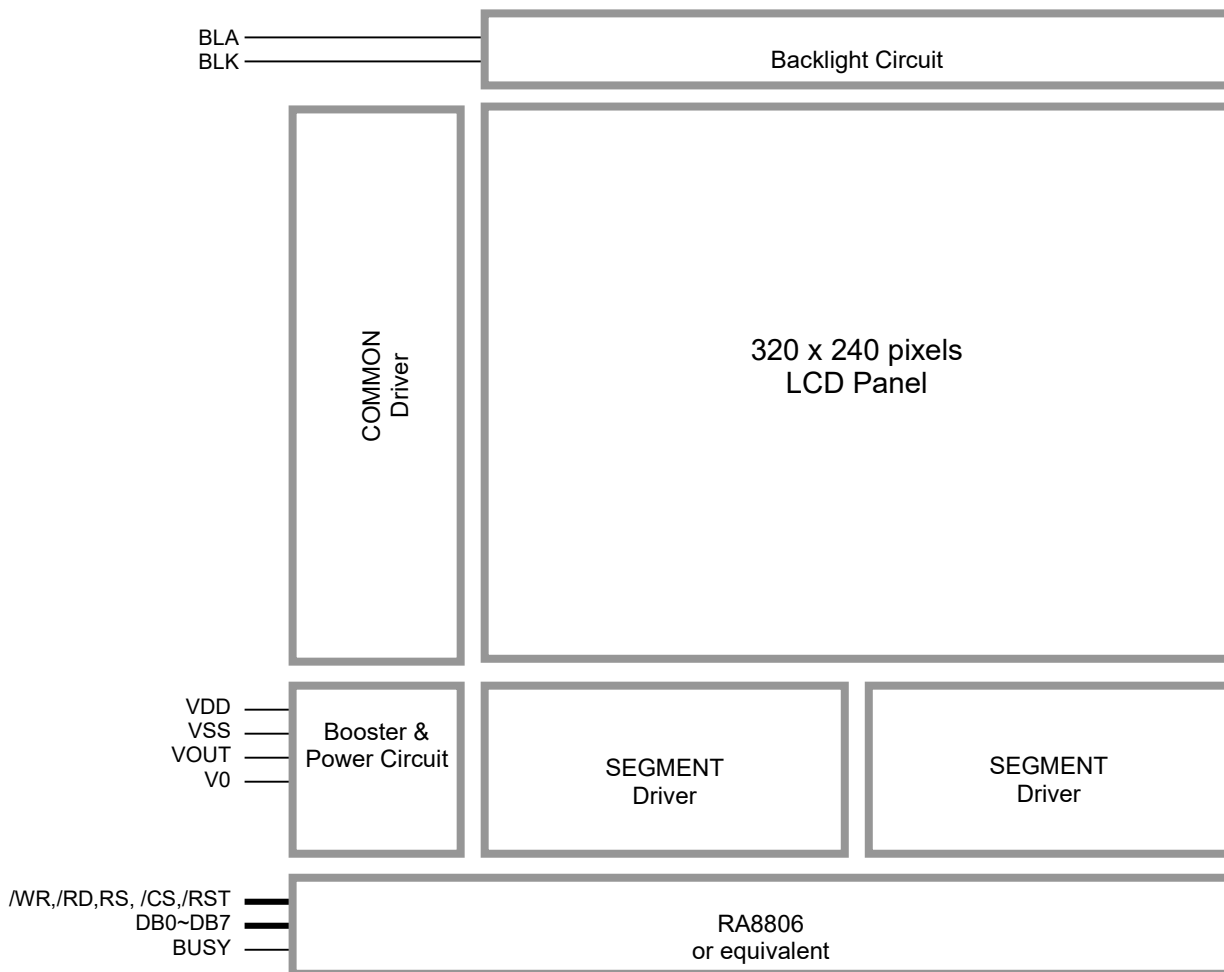 BLA
BLK
Backlight Circuit
COMMON
Driver
320 x 240 pixels
LCD Panel
VDD
VSS
VOUT
V0
Booster &
Power Circuit
SEGMENT
Driver
SEGMENT
Driver
/WR,/RD,RS, /CS,/RST
DB0~DB7
BUSY
RA8806
or equivalent